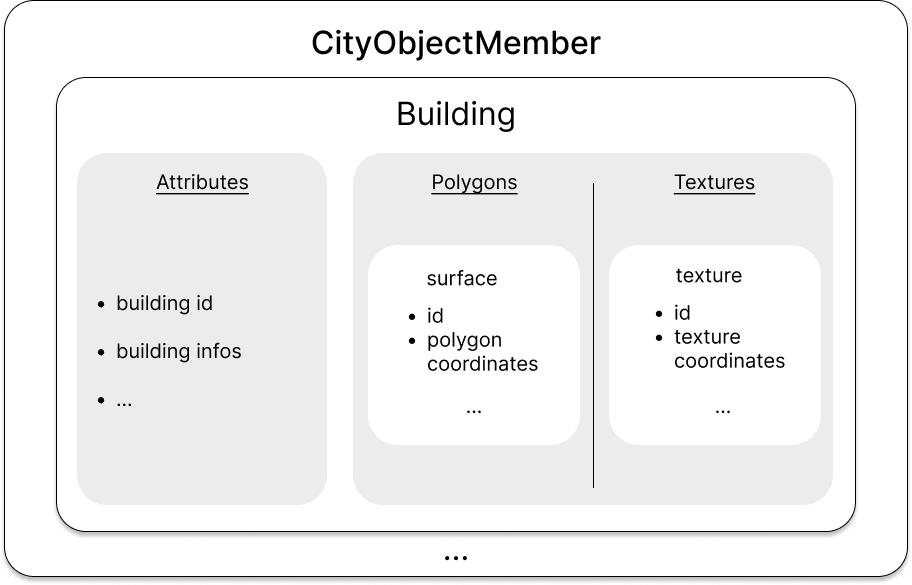 CityObjectMember
Building
Attributes
• building id
• building infos
• ...
Polygons
surface
• id
• polygon
coordinates
...
Textures
texture
• id
• texture
coordinates
...
...